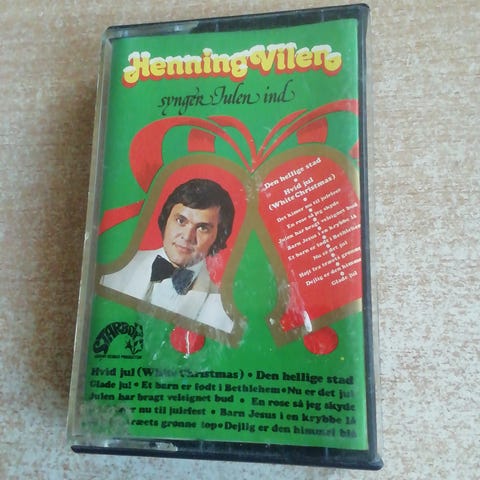 Henning Vilen
synger Julen ind
Den hellige stad
Hvid jul
(White Christmas)
Det kimer nu til julefest
En rose så jeg skyde
Julen har bragt velsignet bud
Barn Jesus i en krybbe lå
Et barn er født i Bethlehem
Nu er det jul
Højt fra træets grønne
Dejlig er den himmel
Glade jul
STARBOX
Hvid jul (White Christmas) • Den hellige stad
Glade jul • Et barn er født i Bethlehem • Nu er det jul
Julen har bragt velsignet bud • En rose så jeg skyde
er nu til julefest • Barn Jesus i en krybbe lå
træets grønne top • Dejlig er den himmel blå